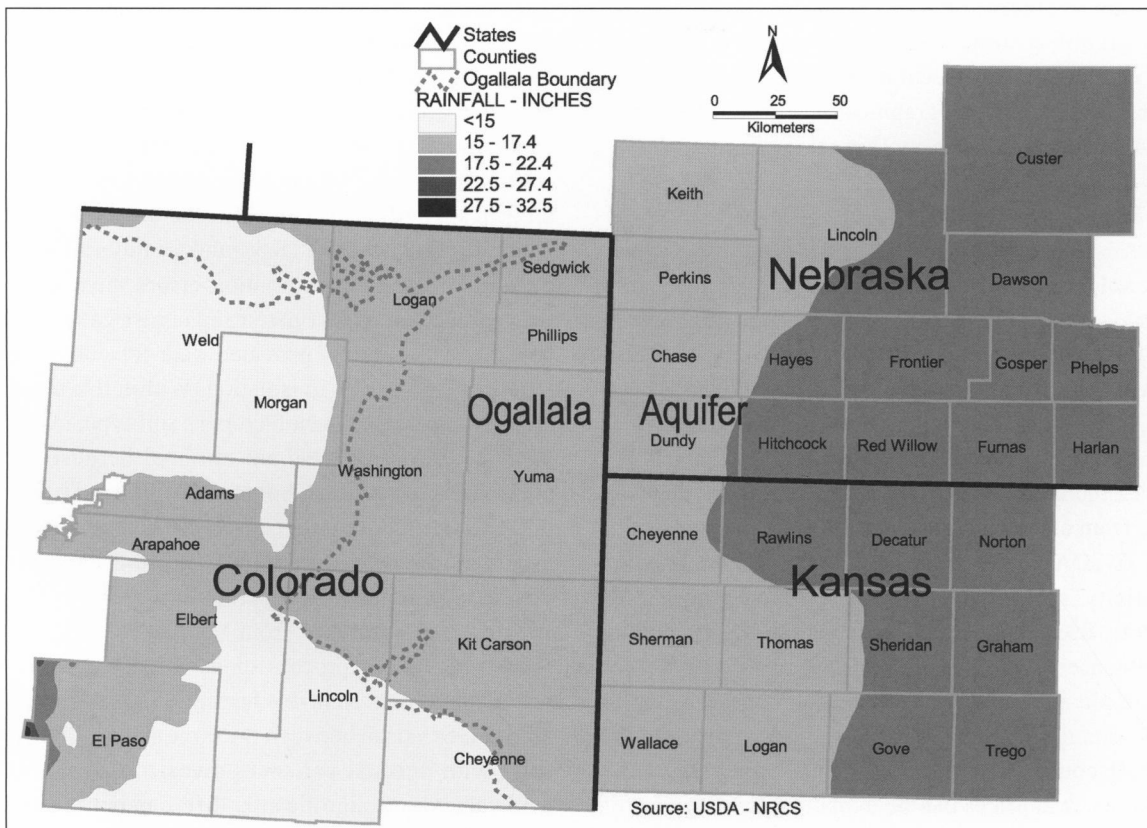 States
Counties
Ogallala Boundary
RAINFALL - INCHES
<15
15 - 17.4
17.5 - 22.4
22.5 - 27.4
27.5 - 32.5
N
0 25 50
Kilometers
Custer
Keith
Lincoln
Sedgwick
Perkins
Nebraska
Dawson
Logan
Weld
Phillips
Chase
Hayes
Frontier
Gosper
Phelps
Morgan
Ogallala Aquifer
Dundy
Hitchcock
Red Willow
Furnas
Harlan
Washington
Yuma
Adams
Arapahoe
Cheyenne
Rawlins
Decatur
Norton
Colorado
Kansas
Elbert
Kit Carson
Sherman
Thomas
Sheridan
Graham
Lincoln
El Paso
Cheyenne
Wallace
Logan
Gove
Trego
Source: USDA - NRCS